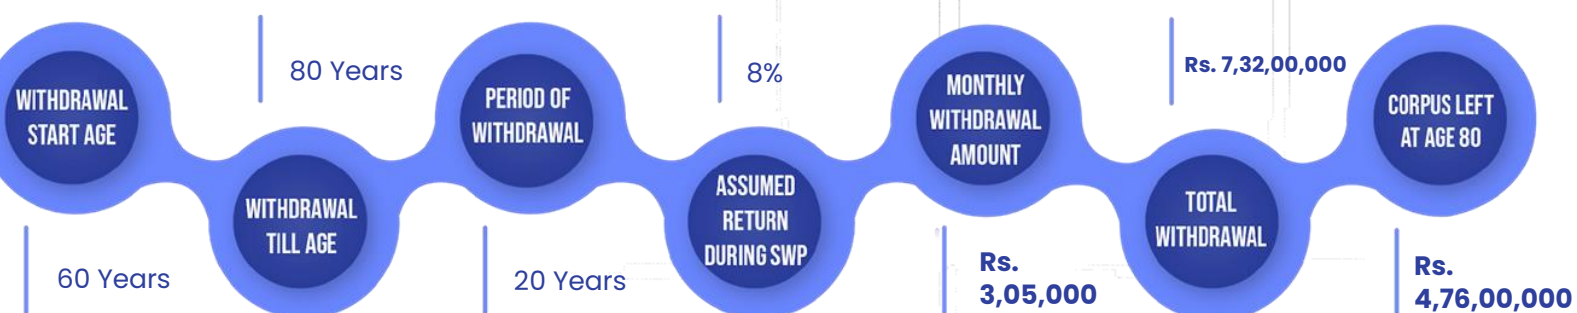 WITHDRAWAL
START AGE
60 Years
80 Years
WITHDRAWAL
TILL AGE
PERIOD OF
WITHDRAWAL
20 Years
8%
ASSUMED
RETURN
DURING SWP
MONTHLY
WITHDRAWAL
AMOUNT
Rs.
3,05,000
Rs. 7,32,00,000
TOTAL
WITHDRAWAL
CORPUS LEFT
AT AGE 80
Rs.
4,76,00,000